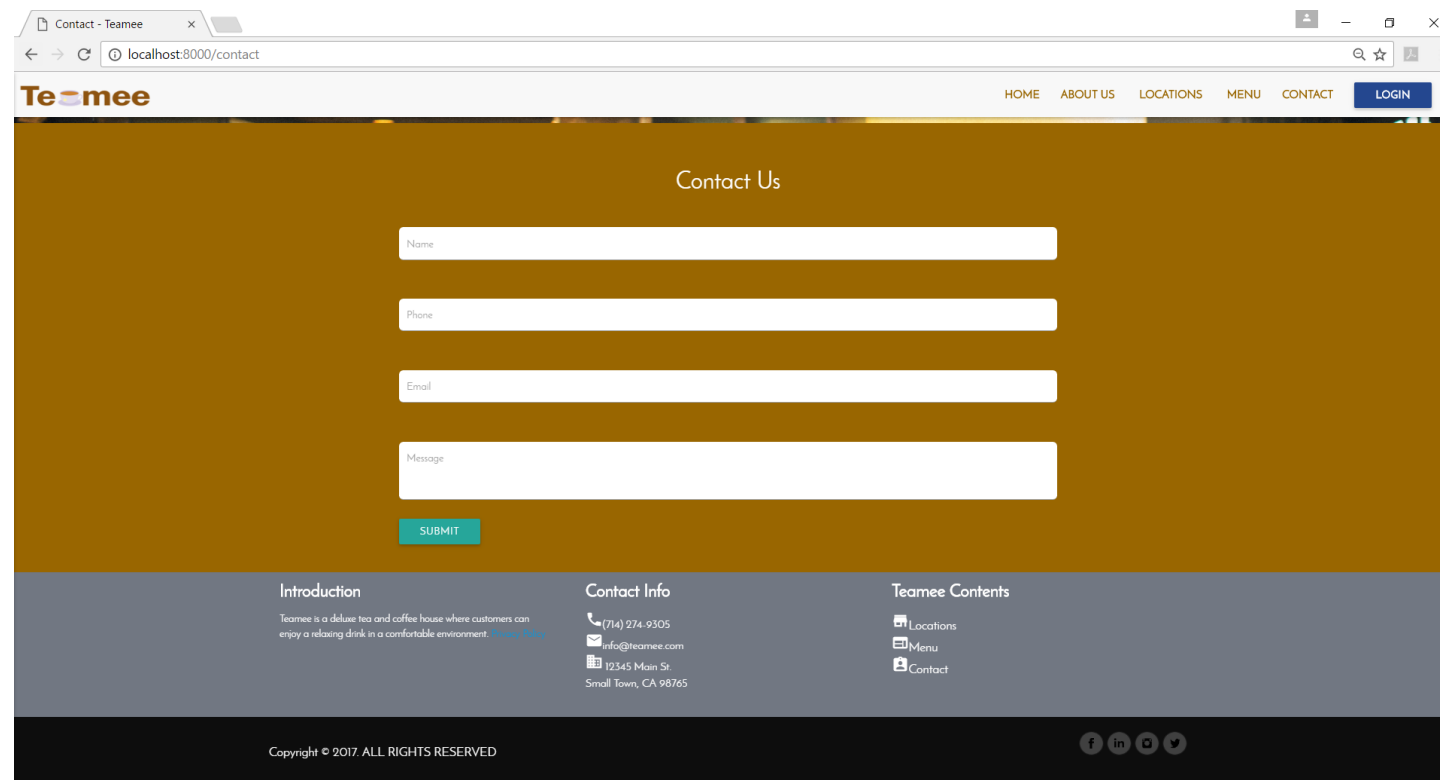 Contact - Teamee
localhost:8000/contact
Te mee
HOME ABOUT US LOCATIONS MENU CONTACT LOGIN
Contact Us
Name
Phone
Email
Message
SUBMIT
Introduction
Teamee is a deluxe tea and coffee house where customers can
enjoy a relaxing drink in a comfortable environment. Privacy Policy
Contact Info
(714) 274-9305
info@teamee.com
12345 Main St.
Small Town, CA 98765
Teamee Contents
Locations
Menu
Contact
Copyright © 2017. ALL RIGHTS RESERVED